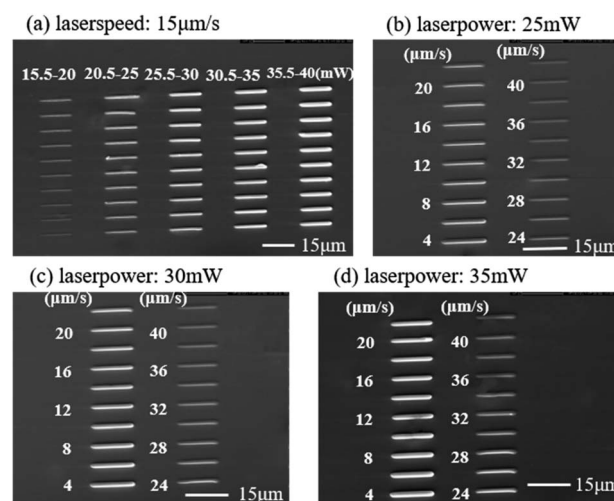 (a) laserspeed: 15μm/s
15.5-20 20.5-25 25.5-30 30.5-35 35.5-40(mW)
15μm
(b) laserpower: 25mW
(μm/s) (μm/s)
20 40
16 36
12 32
8 28
4 24
15μm
(c) laserpower: 30mW
(μm/s) (μm/s)
20 40
16 36
12 32
8 28
4 24
15μm
(d) laserpower: 35mW
(μm/s) (μm/s)
20 40
16 36
12 32
8 28
4 24
15μm